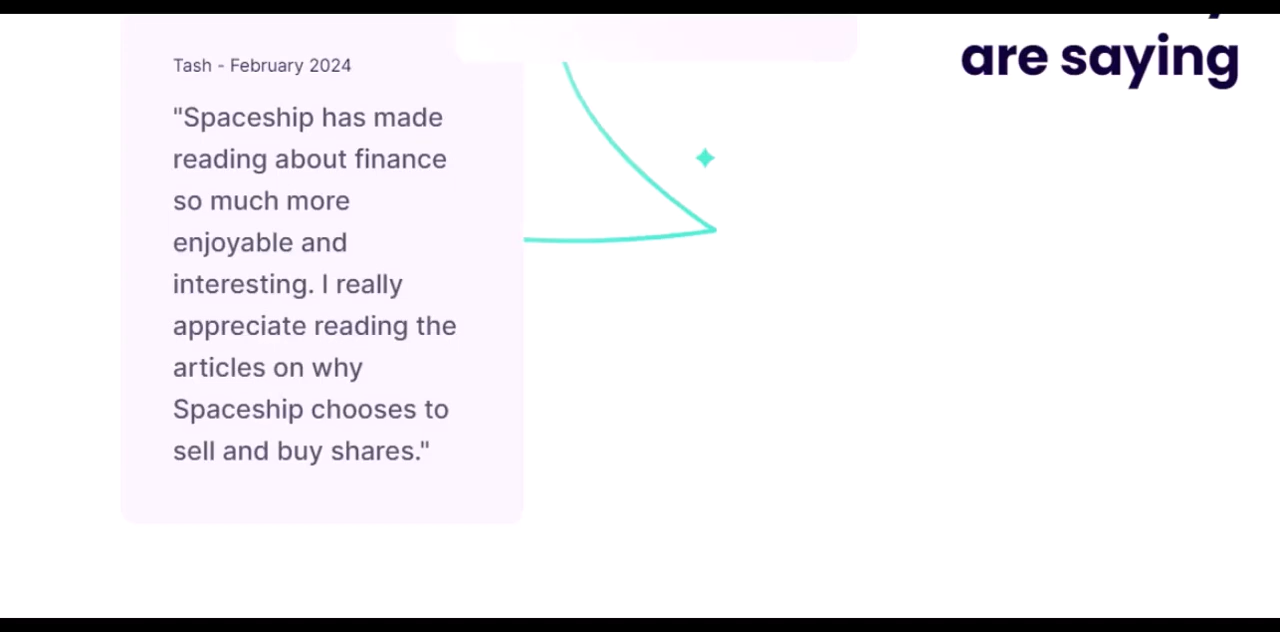 Tash - February 2024
"Spaceship has made
reading about finance
so much more
enjoyable and
interesting. I really
appreciate reading the
articles on why
Spaceship chooses to
sell and buy shares."
are saying